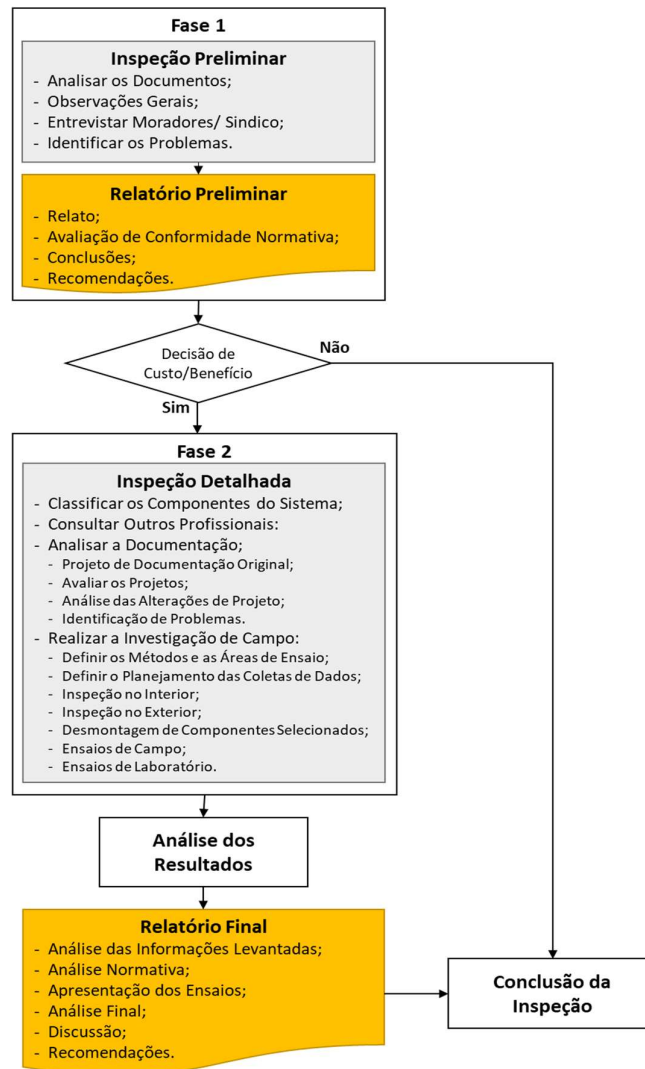 Fase 1
Inspeção Preliminar
- Analisar os Documentos;
- Observações Gerais;
- Entrevistar Moradores/ Sindico;
- Identificar os Problemas.
Relatório Preliminar
- Relato;
- Avaliação de Conformidade Normativa;
- Conclusões;
- Recomendações.
Decisão de
Custo/Benefício
Não
Sim
Fase 2
Inspeção Detalhada
- Classificar os Componentes do Sistema;
- Consultar Outros Profissionais:
- Analisar a Documentação;
- Projeto de Documentação Original;
- Avaliar os Projetos;
- Análise das Alterações de Projeto;
- Identificação de Problemas.
- Realizar a Investigação de Campo:
- Definir os Métodos e as Áreas de Ensaio;
- Definir o Planejamento das Coletas de Dados;
- Inspeção no Interior;
- Inspeção no Exterior;
- Desmontagem de Componentes Selecionados;
- Ensaios de Campo;
- Ensaios de Laboratório.
Análise dos
Resultados
Relatório Final
- Análise das Informações Levantadas;
- Análise Normativa;
- Apresentação dos Ensaios;
- Análise Final;
- Discussão;
- Recomendações.
Conclusão da
Inspeção